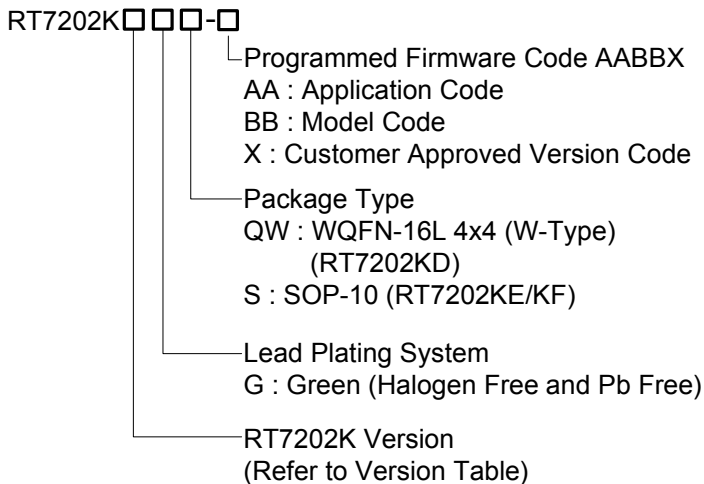 RT7202K□□□-□
Programmed Firmware Code AABBX
AA : Application Code
BB : Model Code
X : Customer Approved Version Code
Package Type
QW : WQFN-16L 4x4 (W-Type)
(RT7202KD)
S : SOP-10 (RT7202KE/KF)
Lead Plating System
G : Green (Halogen Free and Pb Free)
RT7202K Version
(Refer to Version Table)